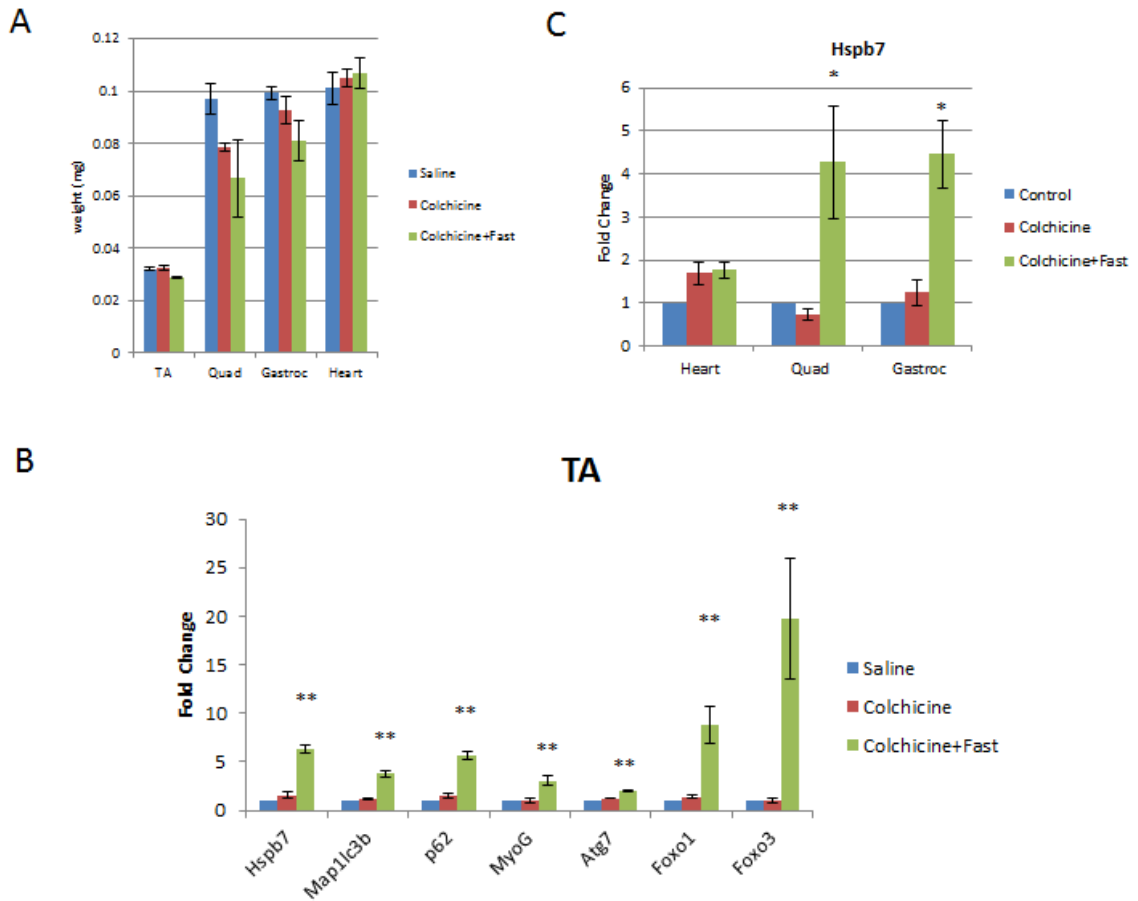 A
0.12
0.1
0.08
0.06
0.04
0.02
0
weight (mg)
TA Quad Gastroc Heart
Saline
Colchicine
Colchicine+Fast
C
Hspb7
*
*
6
5
4
3
2
1
0
Fold Change
Heart Quad Gastroc
Control
Colchicine
Colchicine+Fast
B
TA
30
25
20
15
10
5
0
Fold Change
** ** ** ** ** ** **
Hspb7 Map1lc3b p62 MyoG Atg7 Foxo1 Foxo3
Saline
Colchicine
Colchicine+Fast